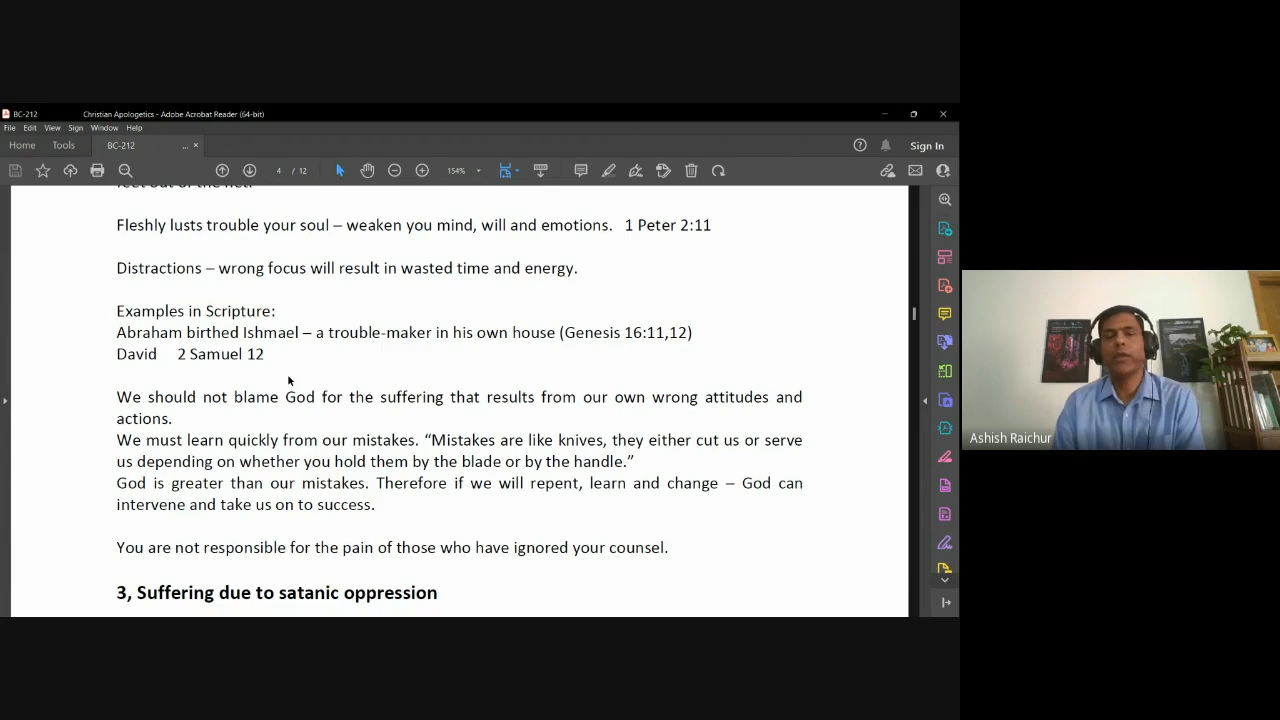 BC-212 Christian Apologetics - Adobe Acrobat Reader (64-bit)
File Edit View Sign Window Help
Home Tools BC-212 ... × Sign In
4 / 12 154%
feet out of the net.
Fleshly lusts trouble your soul – weaken you mind, will and emotions. 1 Peter 2:11
Distractions – wrong focus will result in wasted time and energy.
Examples in Scripture:
Abraham birthed Ishmael – a trouble-maker in his own house (Genesis 16:11,12)
David 2 Samuel 12
We should not blame God for the suffering that results from our own wrong attitudes and
actions.
We must learn quickly from our mistakes. “Mistakes are like knives, they either cut us or serve
us depending on whether you hold them by the blade or by the handle.”
God is greater than our mistakes. Therefore if we will repent, learn and change – God can
intervene and take us on to success.
You are not responsible for the pain of those who have ignored your counsel.
3, Suffering due to satanic oppression
Ashish Raichur